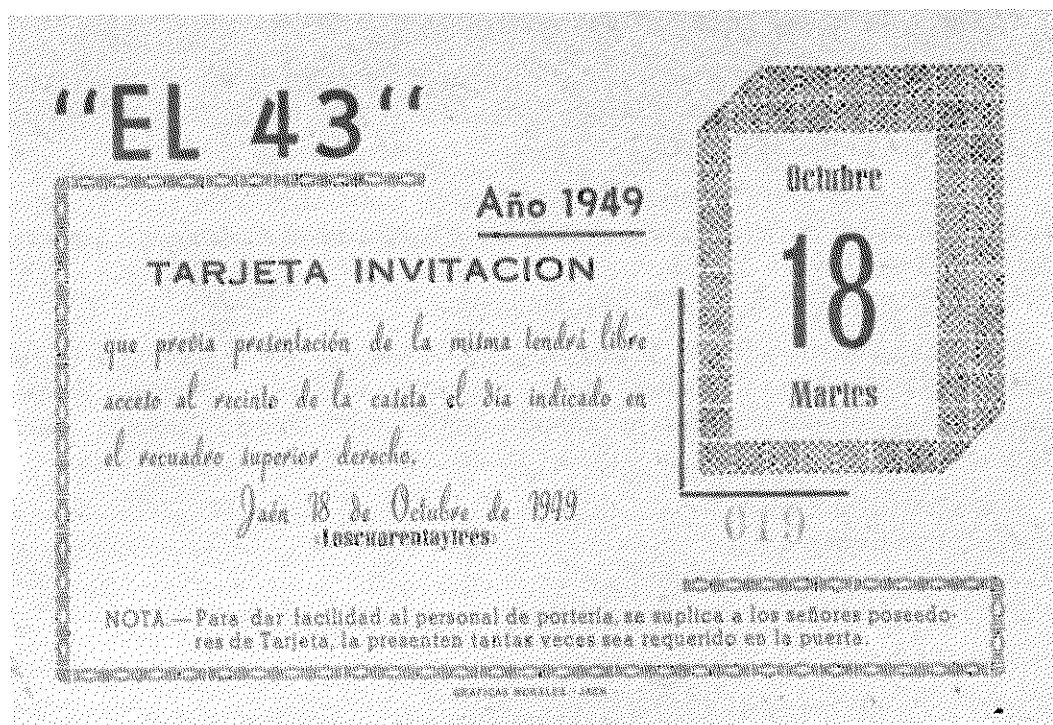 "EL 43"
Año 1949
TARJETA INVITACION
que previa presentación de la misma tendrá libre
acceso al recinto de la caseta el día indicado en
el recuadro superior derecho.
Jaén 18 de Octubre de 1949
«Loscuarentaytres»
Octubre
18
Martes
NOTA.—Para dar facilidad al personal de portería, se suplica a los señores poseedo-
res de Tarjeta, la presenten tantas veces sea requerido en la puerta.
GRÁFICAS MORALES - JAEN